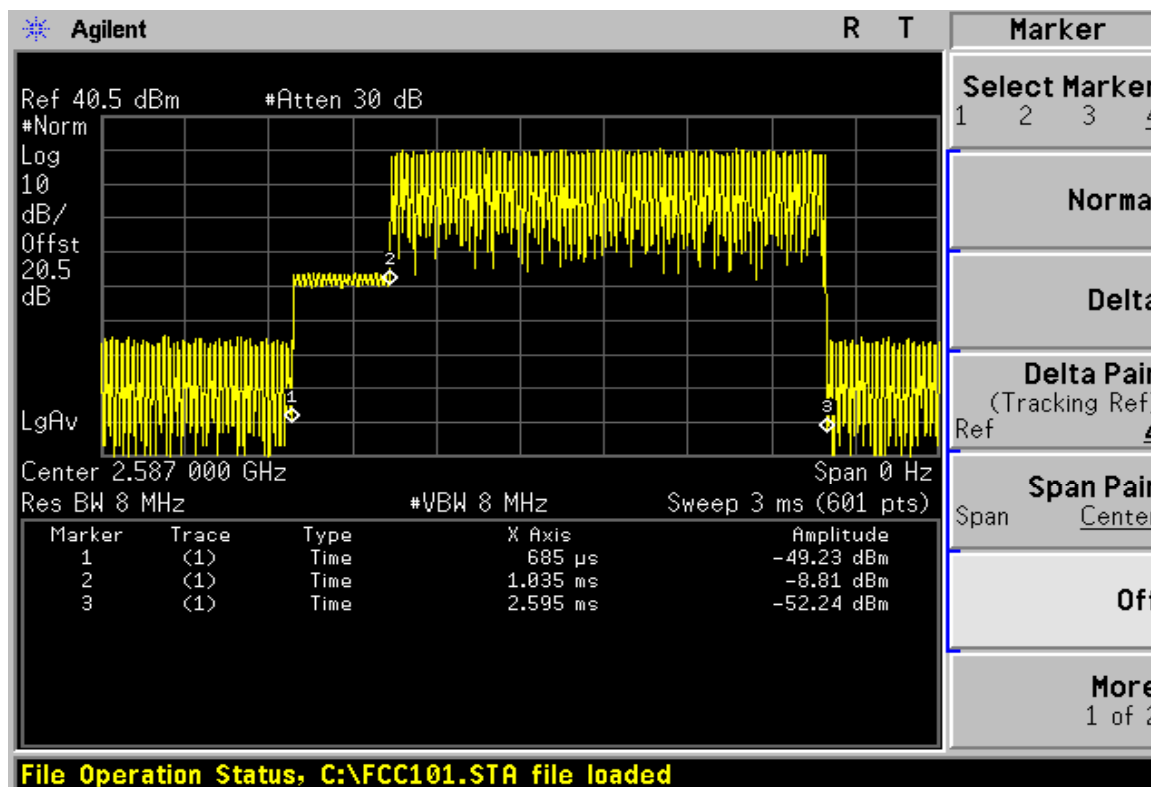 Agilent R T
Ref 40.5 dBm #Atten 30 dB
#Norm
Log
10
dB/
Offst
20.5
dB
LgAv
2
1
3
Center 2.587 000 GHz Span 0 Hz
Res BW 8 MHz #VBW 8 MHz Sweep 3 ms (601 pts)
Marker Trace Type X Axis Amplitude
1 (1) Time 685 µs -49.23 dBm
2 (1) Time 1.035 ms -8.81 dBm
3 (1) Time 2.595 ms -52.24 dBm
File Operation Status, C:\FCC101.STA file loaded
Marker
Select Marker
1 2 3
Norma
Delta
Delta Pair
(Tracking Ref)
Ref
Span Pair
Span Center
Of
More
1 of 2